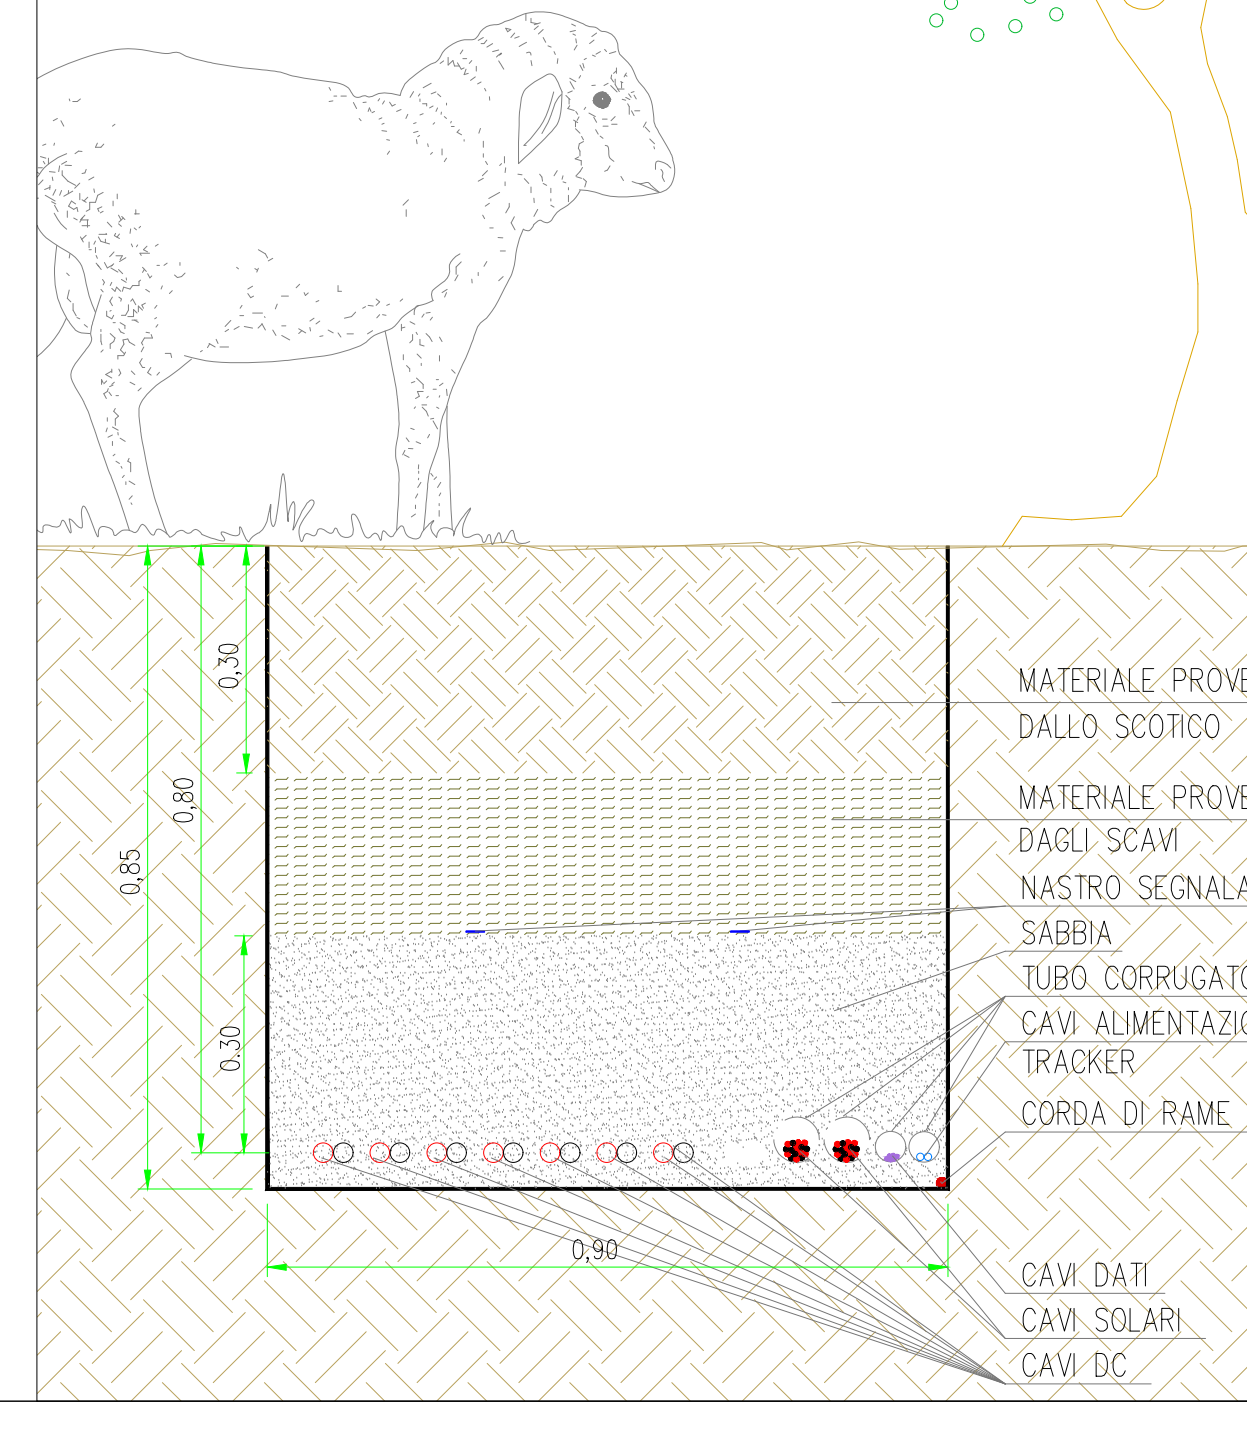 0,30
MATERIALE
DALLO SCOTICO
0,80
MATERIALE
0,85
DAGLI SCAVI
NASTRO
SABBIA
TUBO
0.30
CAVI
TRACKER
CORDA DI RAME
0,90
CAVI DATI
CAVI SOLARI
CAVI DC